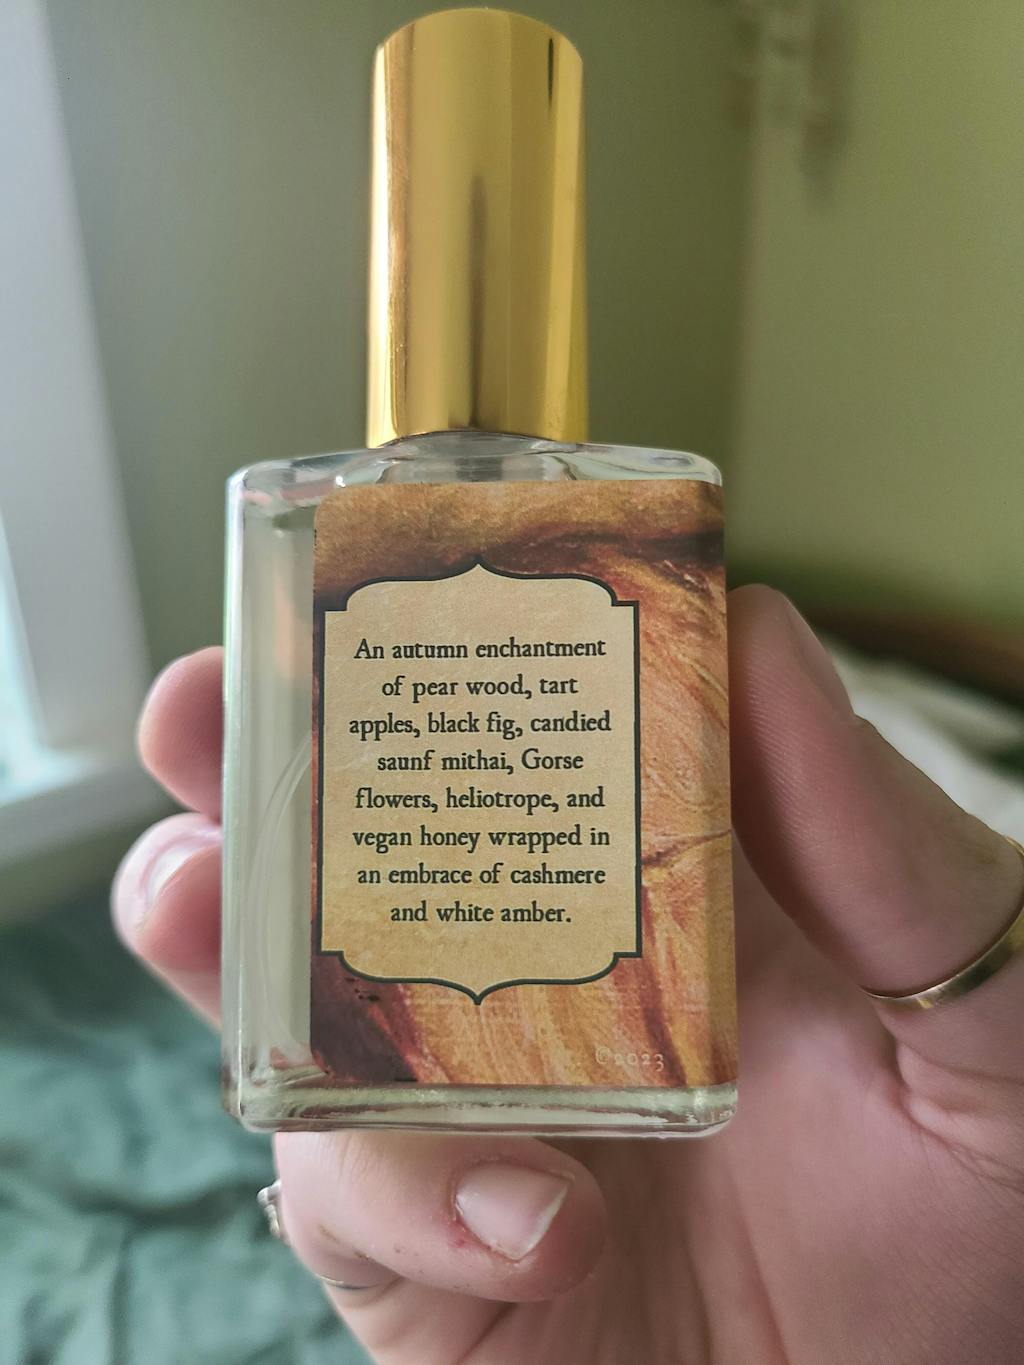 An autumn enchantment
of pear wood, tart
apples, black fig, candied
saunf mithai, Gorse
flowers, heliotrope, and
vegan honey wrapped in
an embrace of cashmere
and white amber.
©2023